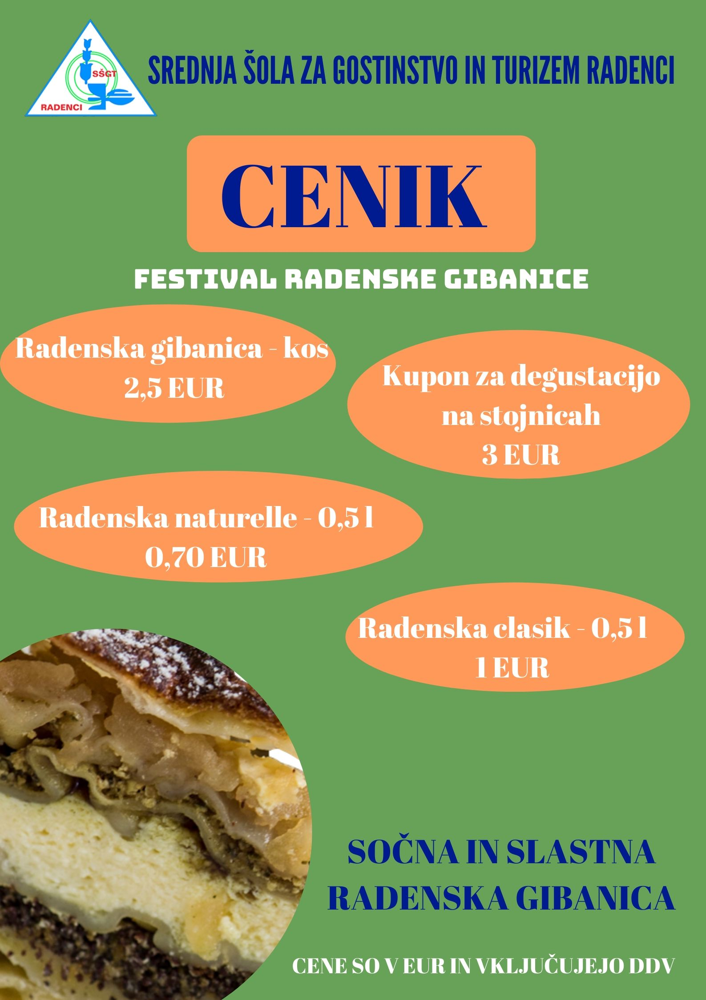 SŠGT
RADENCI
SREDNJA ŠOLA ZA GOSTINSTVO IN TURIZEM RADENCI
CENIK
FESTIVAL RADENSKE GIBANICE
Radenska gibanica - kos
2,5 EUR
Kupon za degustacijo
na stojnicah
3 EUR
Radenska naturelle - 0,5 l
0,70 EUR
Radenska clasik - 0,5 l
1 EUR
SOČNA IN SLASTNA
RADENSKA GIBANICA
CENE SO V EUR IN VKLJUČUJEJO DDV